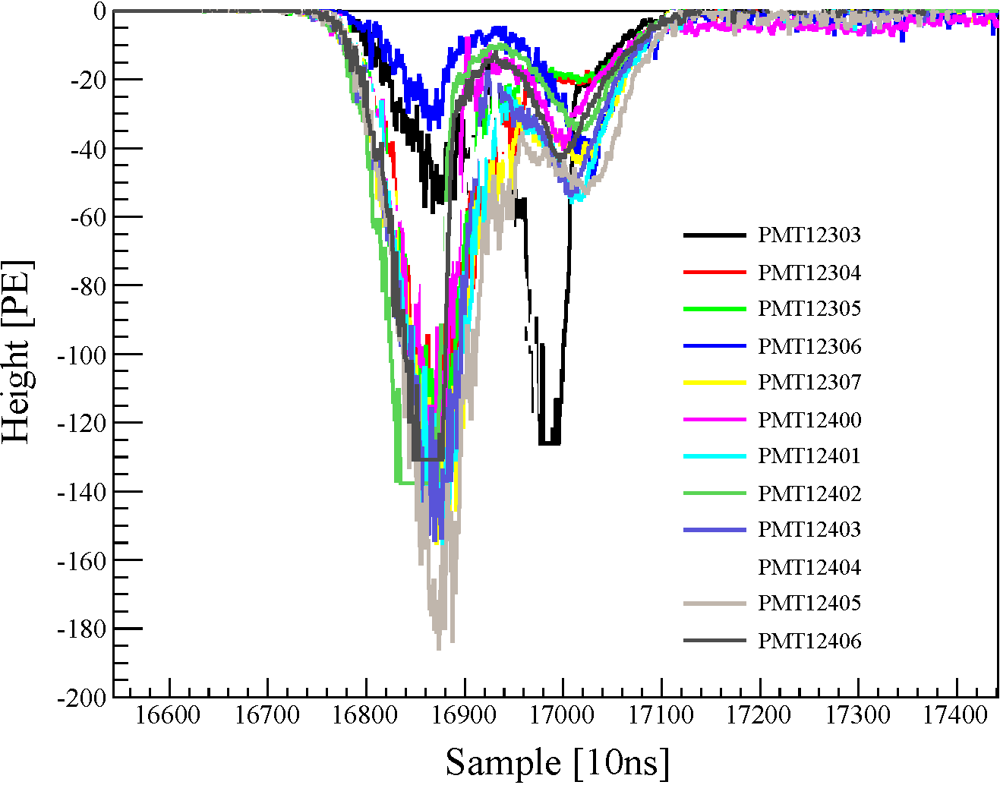 0
-20
-40
-60
-80
-100
-120
-140
-160
-180
-200
Height [PE]
PMT12303
PMT12304
PMT12305
PMT12306
PMT12307
PMT12400
PMT12401
PMT12402
PMT12403
PMT12404
PMT12405
PMT12406
16600 16700 16800 16900 17000 17100 17200 17300 17400
Sample [10ns]